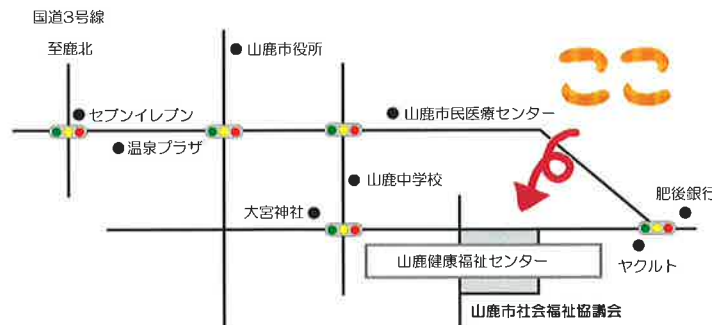 国道3号線
至鹿北
山鹿市役所
セブンイレブン
山鹿市民医療センター
ココ
温泉プラザ
山鹿中学校
肥後銀行
大宮神社
山鹿健康福祉センター
ヤクルト
山鹿市社会福祉協議会